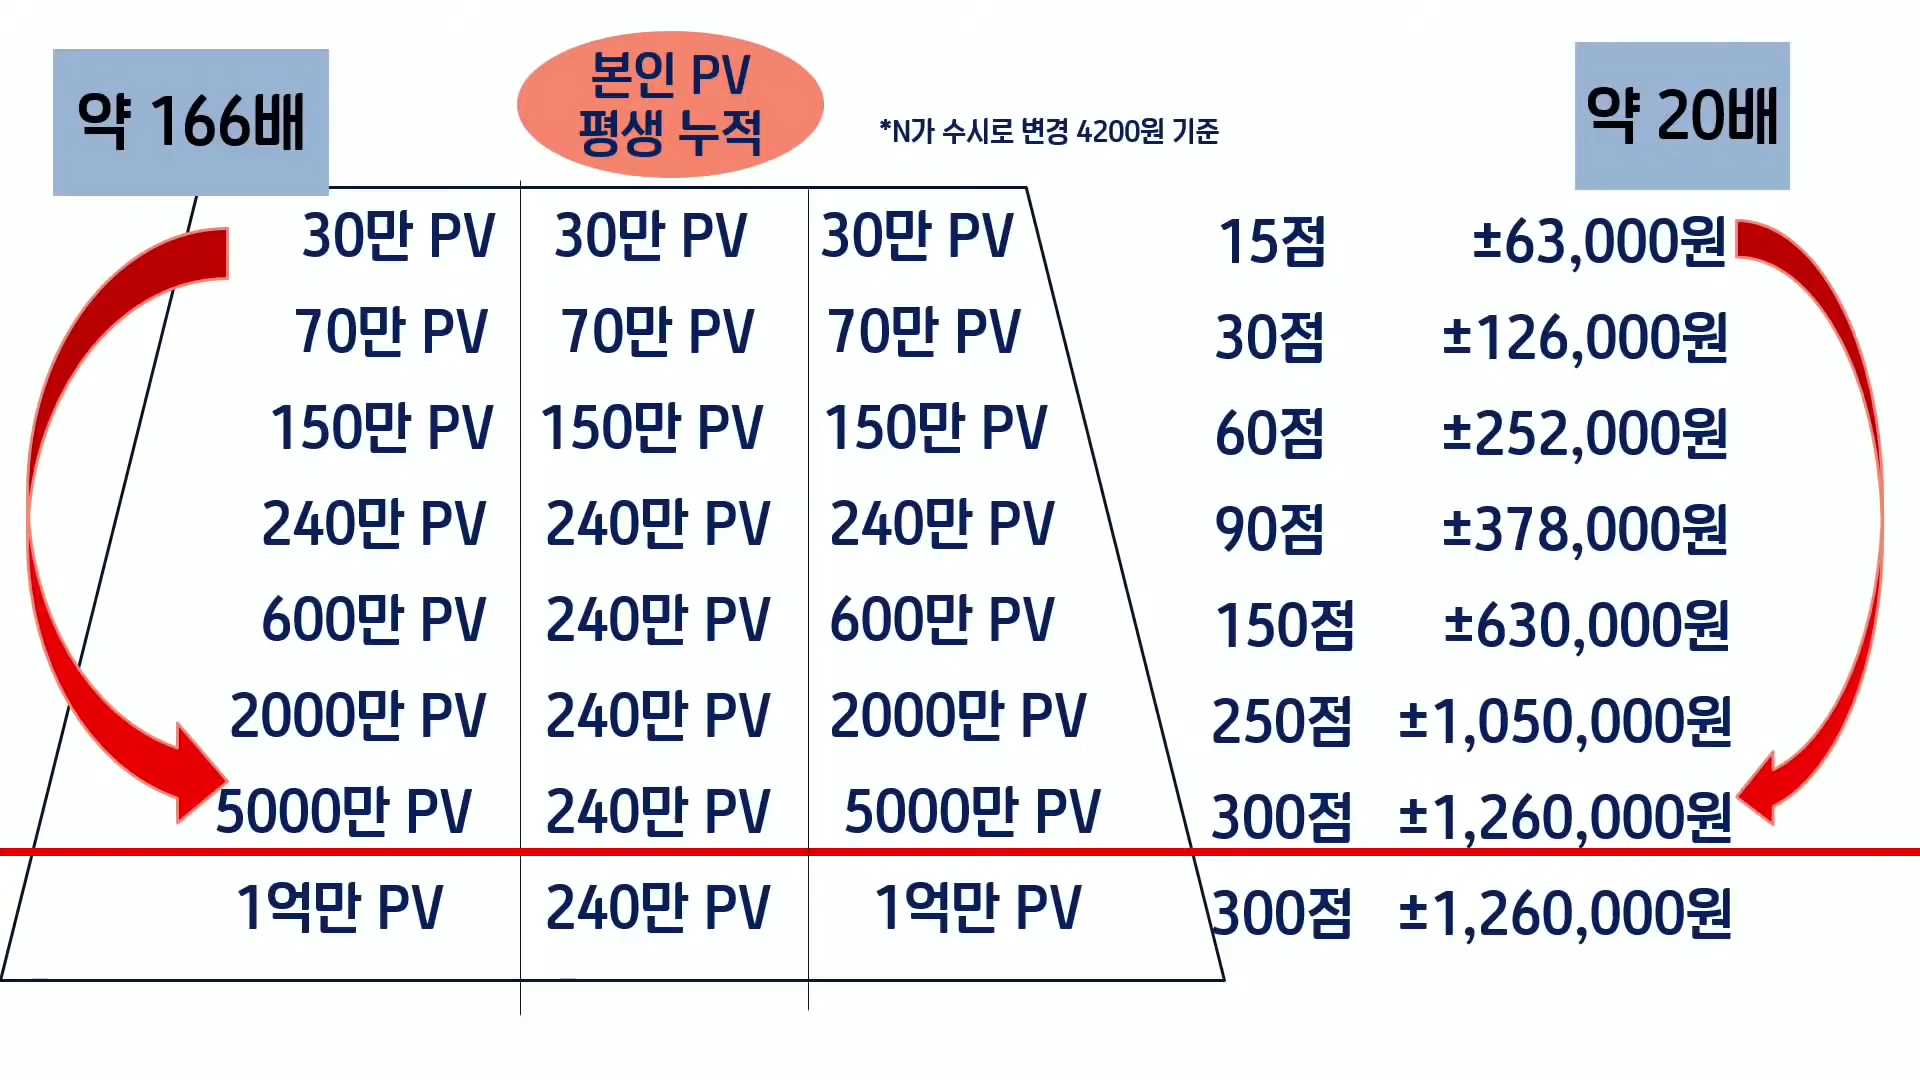 약 166배
본인 PV
평생 누적
*N가 수시로 변경 4200원 기준
약 20배
30만 PV 30만 PV 30만 PV 15점 ±63,000원
70만 PV 70만 PV 70만 PV 30점 ±126,000원
150만 PV 150만 PV 150만 PV 60점 ±252,000원
240만 PV 240만 PV 240만 PV 90점 ±378,000원
600만 PV 240만 PV 600만 PV 150점 ±630,000원
2000만 PV 240만 PV 2000만 PV 250점 ±1,050,000원
5000만 PV 240만 PV 5000만 PV 300점 ±1,260,000원
1억만 PV 240만 PV 1억만 PV 300점 ±1,260,000원